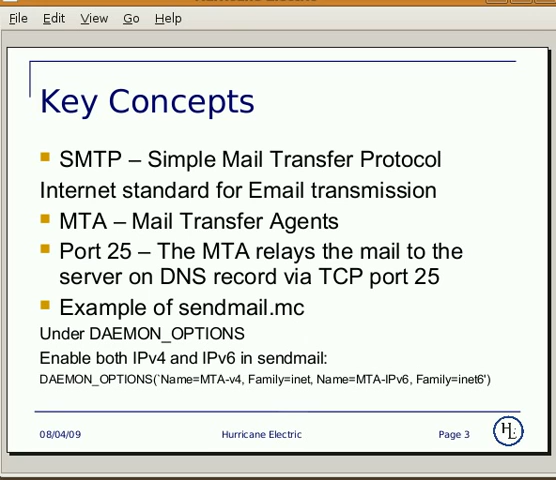 File Edit View Go Help
Key Concepts
SMTP – Simple Mail Transfer Protocol
Internet standard for Email transmission
MTA – Mail Transfer Agents
Port 25 – The MTA relays the mail to the
server on DNS record via TCP port 25
Example of sendmail.mc
Under DAEMON_OPTIONS
Enable both IPv4 and IPv6 in sendmail:
DAEMON_OPTIONS(`Name=MTA-v4, Family=inet, Name=MTA-IPv6, Family=inet6')
08/04/09 Hurricane Electric Page 3
HE